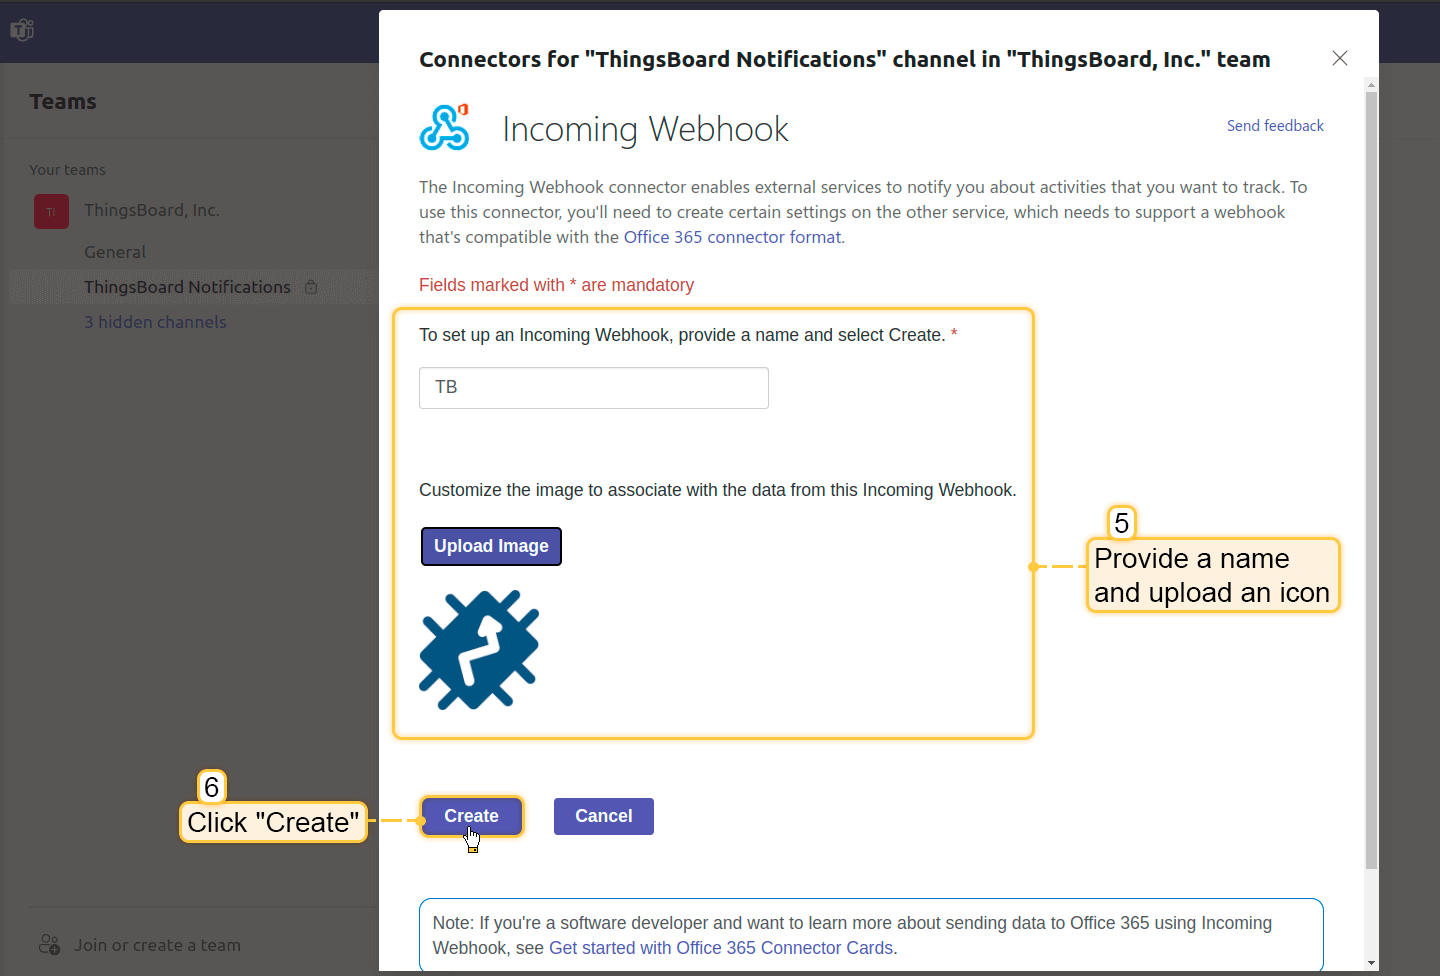 Teams
Your teams
TI
ThingsBoard, Inc.
General
ThingsBoard Notifications
3 hidden channels
Join or create a team
Connectors for "ThingsBoard Notifications" channel in "ThingsBoard, Inc." team
Incoming Webhook
Send feedback
The Incoming Webhook connector enables external services to notify you about activities that you want to track. To
use this connector, you'll need to create certain settings on the other service, which needs to support a webhook
that's compatible with the Office 365 connector format.
Fields marked with * are mandatory
To set up an Incoming Webhook, provide a name and select Create. *
TB
Customize the image to associate with the data from this Incoming Webhook.
Upload Image
5
Provide a name
and upload an icon
6
Click "Create"
Create
Cancel
Note: If you're a software developer and want to learn more about sending data to Office 365 using Incoming
Webhook, see Get started with Office 365 Connector Cards.